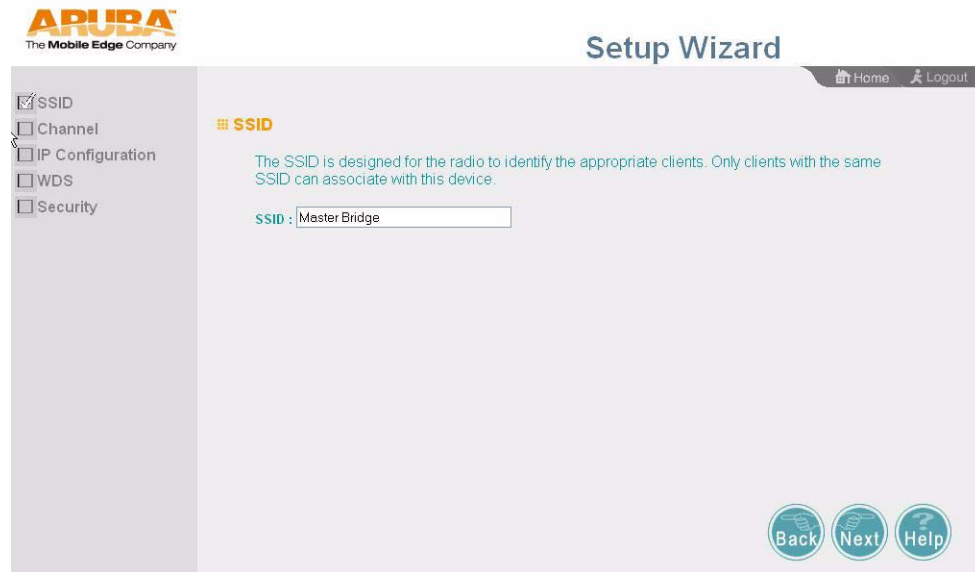 ARUBA™
The Mobile Edge Company
Setup Wizard
Home
Logout
SSID
Channel
IP Configuration
WDS
Security
SSID
The SSID is designed for the radio to identify the appropriate clients. Only clients with the same
SSID can associate with this device.
SSID : Master Bridge
Back
Next
Help